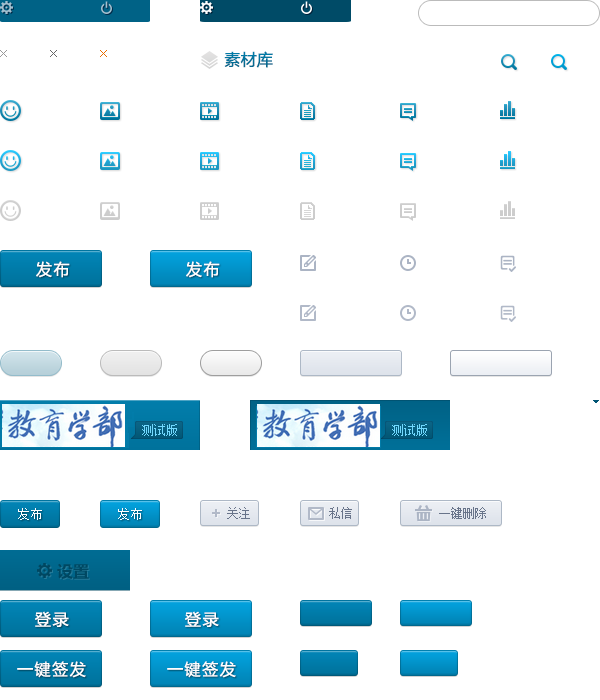 素材库
发布
发布
教育学部 测试版
教育学部 测试版
发布
发布
关注
私信
一键删除
设置
登录
登录
一键签发
一键签发